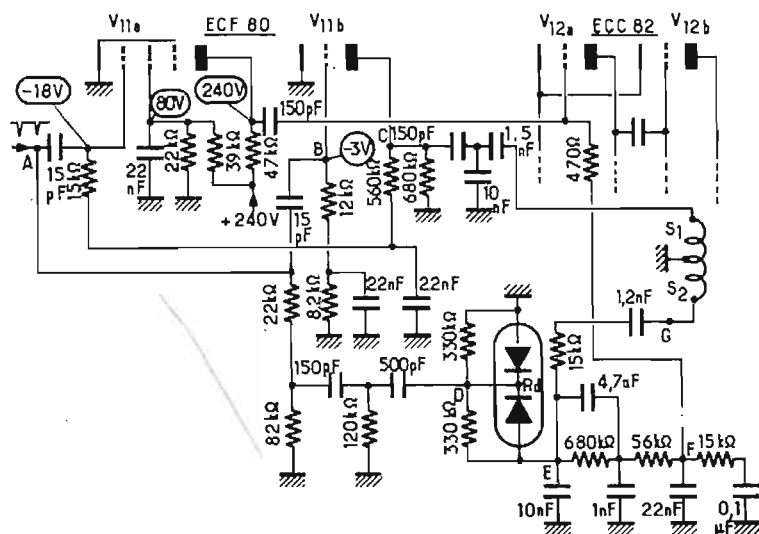 V11a ECF 80 V11b V12a ECC 82 V12b
-18V
80V
240V
150pF
A
15 pF
15kΩ
22 nF
22kΩ
39kΩ
47kΩ
+240V
B
-3V
C
150pF
1.5 nF
470Ω
15 pF
12kΩ
560kΩ
680kΩ
10 nF
S1
S2
22kΩ
8,2kΩ
22nF
22nF
1,2nF
G
330kΩ
15kΩ
150pF
500pF
D
Rd
4,7nF
82kΩ
120kΩ
330kΩ
E
680kΩ
56kΩ
F
15kΩ
10nF
1nF
22nF
0,1 μF